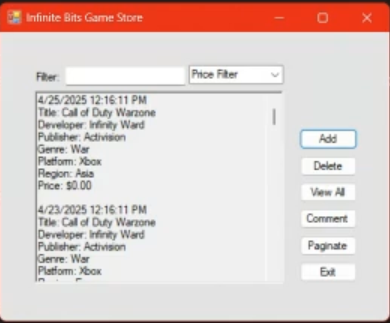 Infinite Bits Game Store
Filter:
Price Filter
4/25/2025 12:16:11 PM
Title: Call of Duty Warzone
Developer: Infinity Ward
Publisher: Activision
Genre: War
Platform: Xbox
Region: Asia
Price: $0.00
4/23/2025 12:16:11 PM
Title: Call of Duty Warzone
Developer: Infinity Ward
Publisher: Activision
Genre: War
Platform: Xbox
Add
Delete
View All
Comment
Paginate
Exit